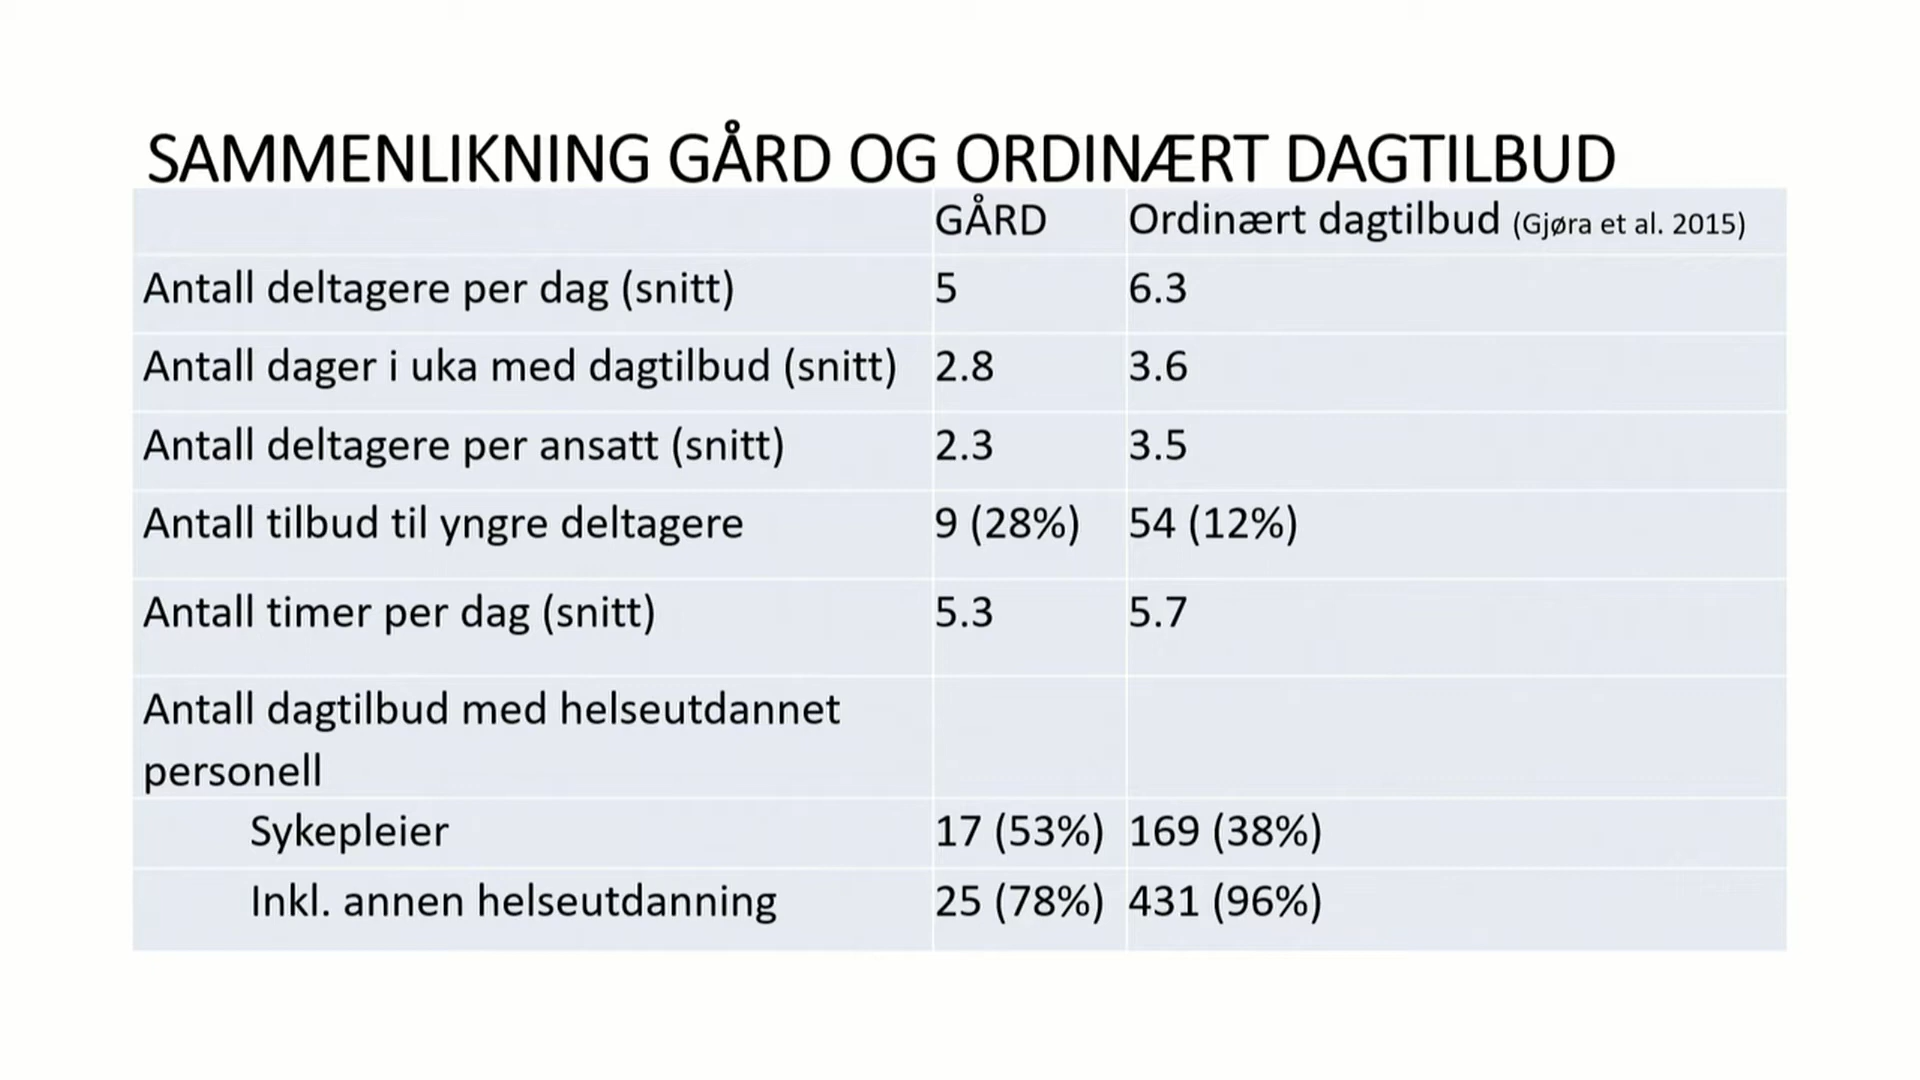 SAMMENLIKNING GÅRD OG ORDINÆRT DAGTILBUD
GÅRD Ordinært dagtilbud (Gjøra et al. 2015)
Antall deltagere per dag (snitt) 5 6.3
Antall dager i uka med dagtilbud (snitt) 2.8 3.6
Antall deltagere per ansatt (snitt) 2.3 3.5
Antall tilbud til yngre deltagere 9 (28%) 54 (12%)
Antall timer per dag (snitt) 5.3 5.7
Antall dagtilbud med helseutdannet
personell
Sykepleier 17 (53%) 169 (38%)
Inkl. annen helseutdanning 25 (78%) 431 (96%)